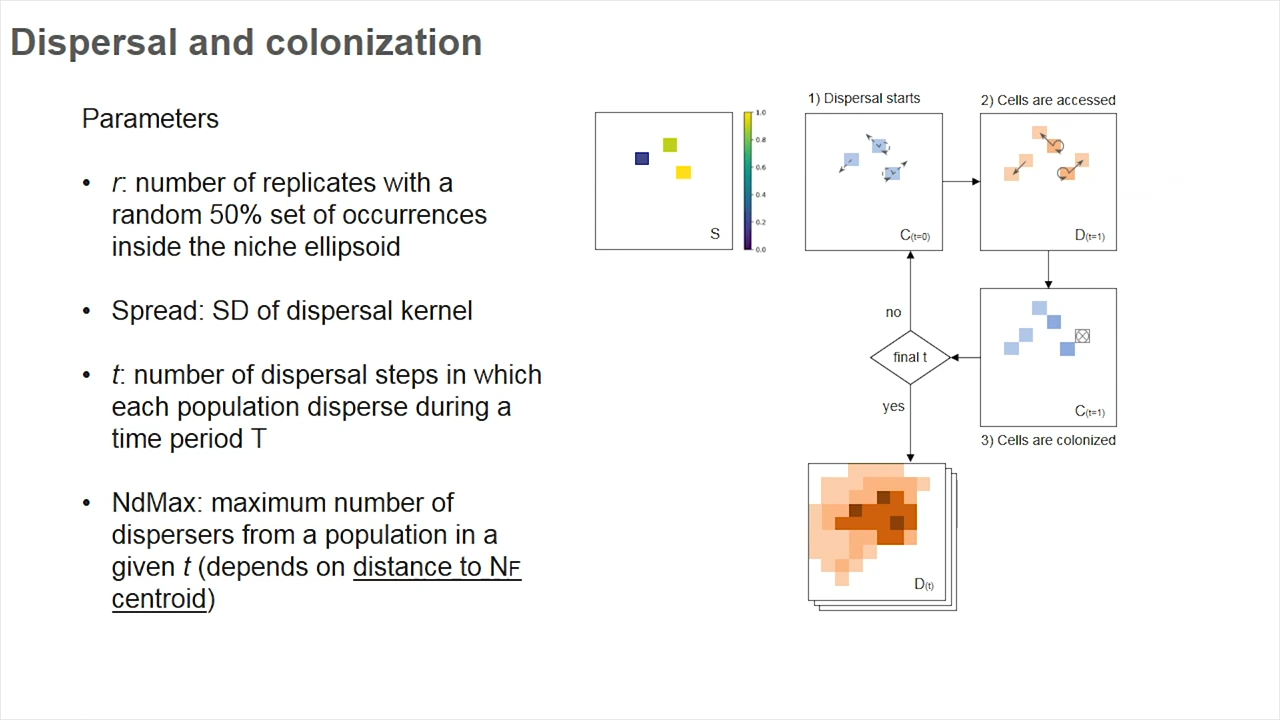 Dispersal and colonization
Parameters
• r: number of replicates with a
random 50% set of occurrences
inside the niche ellipsoid
• Spread: SD of dispersal kernel
• t: number of dispersal steps in which
each population disperse during a
time period T
• NdMax: maximum number of
dispersers from a population in a
given t (depends on distance to NF
centroid)
1.0
0.8
0.6
0.4
0.2
0.0
S
1) Dispersal starts
C(t=0)
2) Cells are accessed
D(t=1)
C(t=1)
3) Cells are colonized
no
final t
yes
D(t)